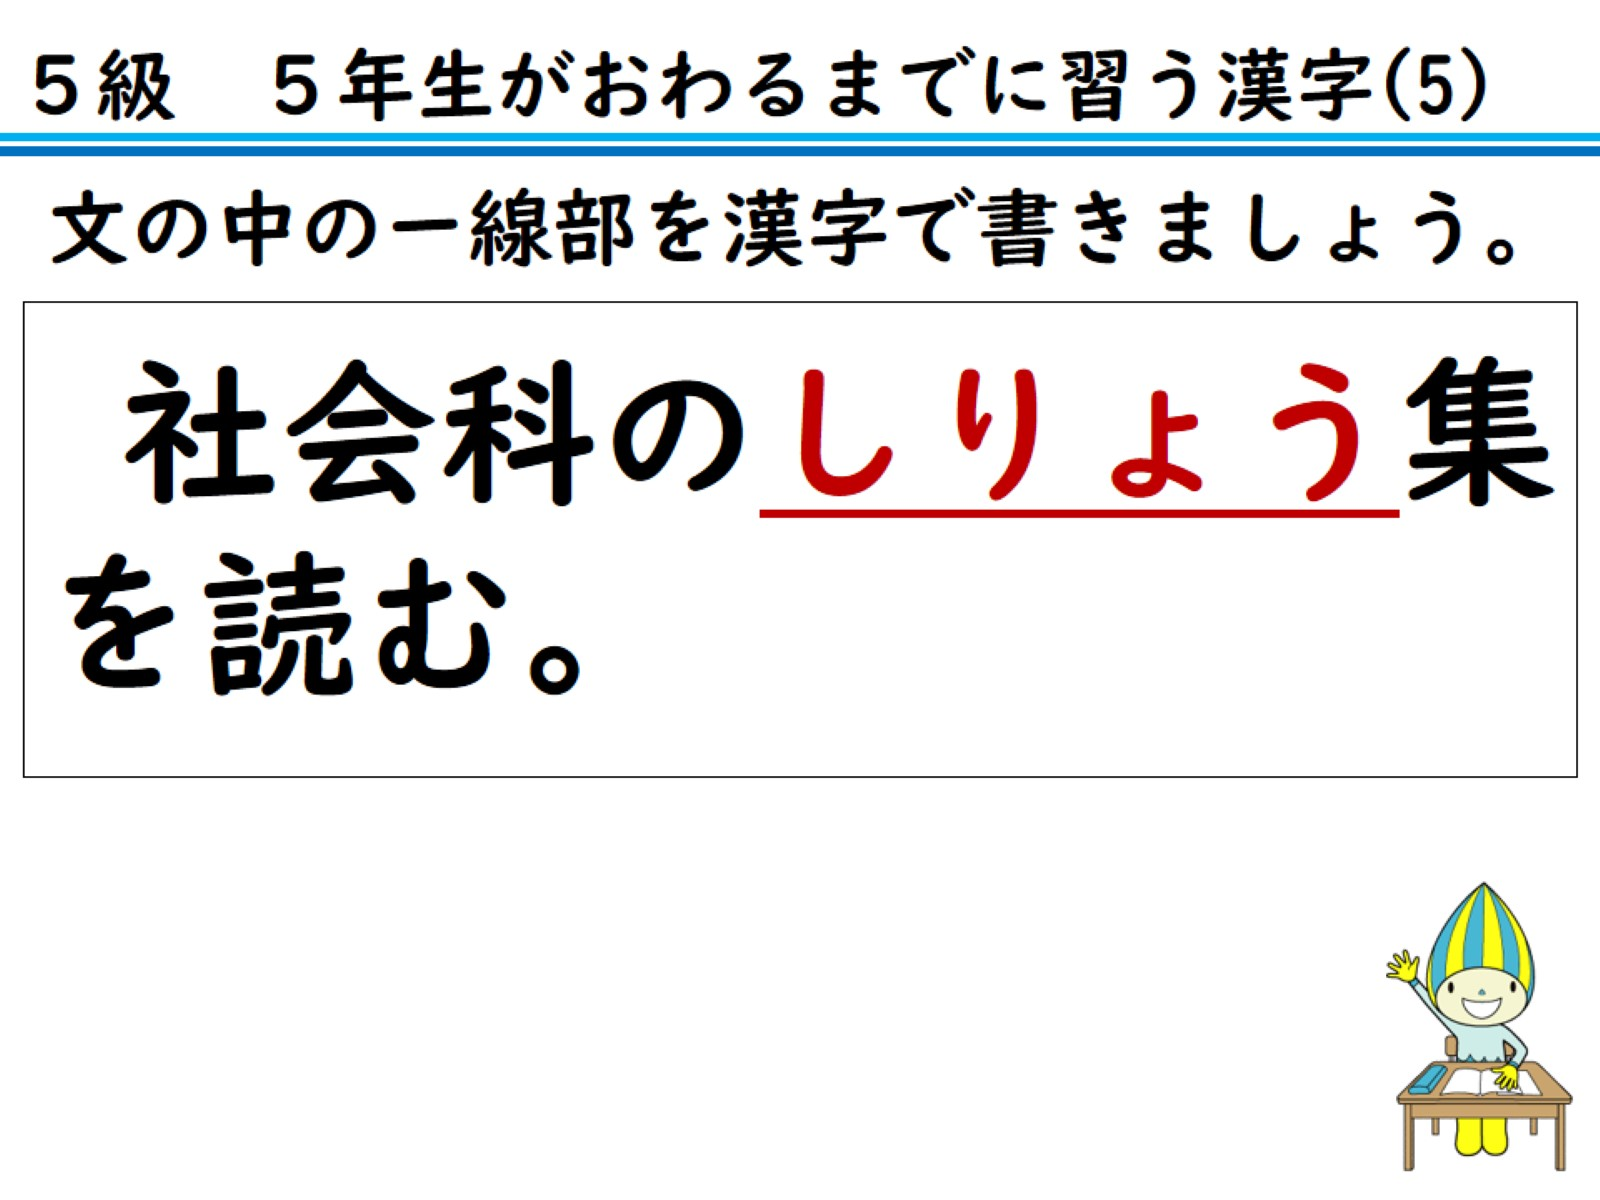 ５級　５年生がおわるまでに習う漢字(5)
文の中の一線部を漢字で書きましょう。
社会科のしりょう集
を読む。